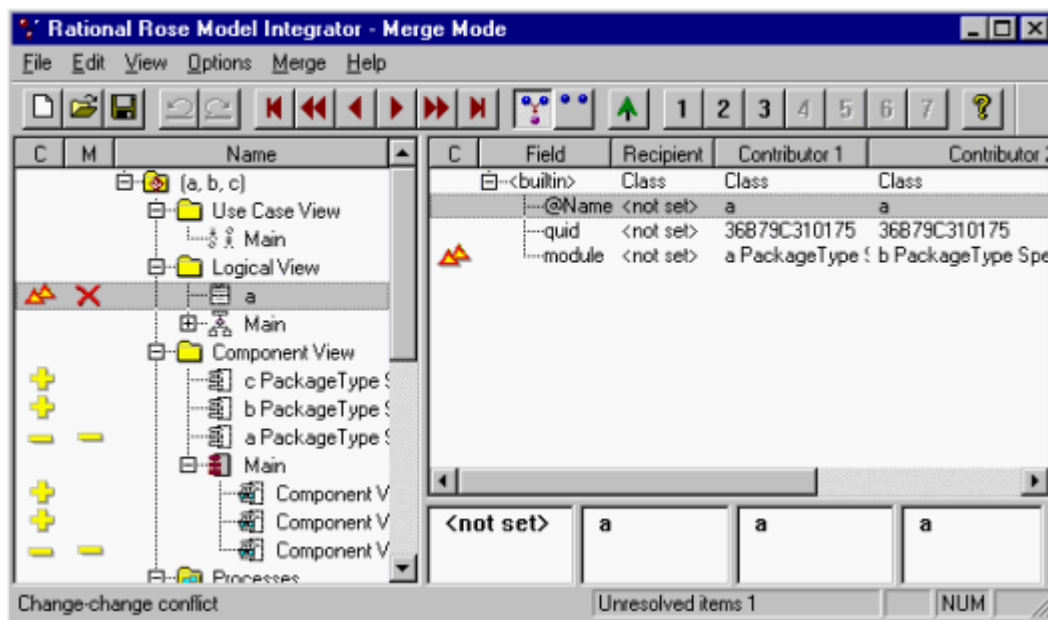 Rational Rose Model Integrator - Merge Mode
File Edit View Options Merge Help
1 2 3 4 5 6 7 ?
C M Name
(a, b, c)
Use Case View
Main
Logical View
a
Main
Component View
c PackageType S
b PackageType S
a PackageType S
Main
Component V
Component V
Component V
Processes
C Field Recipient Contributor 1 Contributor 2
<builtin> Class Class Class
@Name <not set> a a
quid <not set> 36B79C310175 36B79C310175
module <not set> a PackageType S b PackageType Spe
<not set> a a a
Change-change conflict Unresolved items 1 NUM